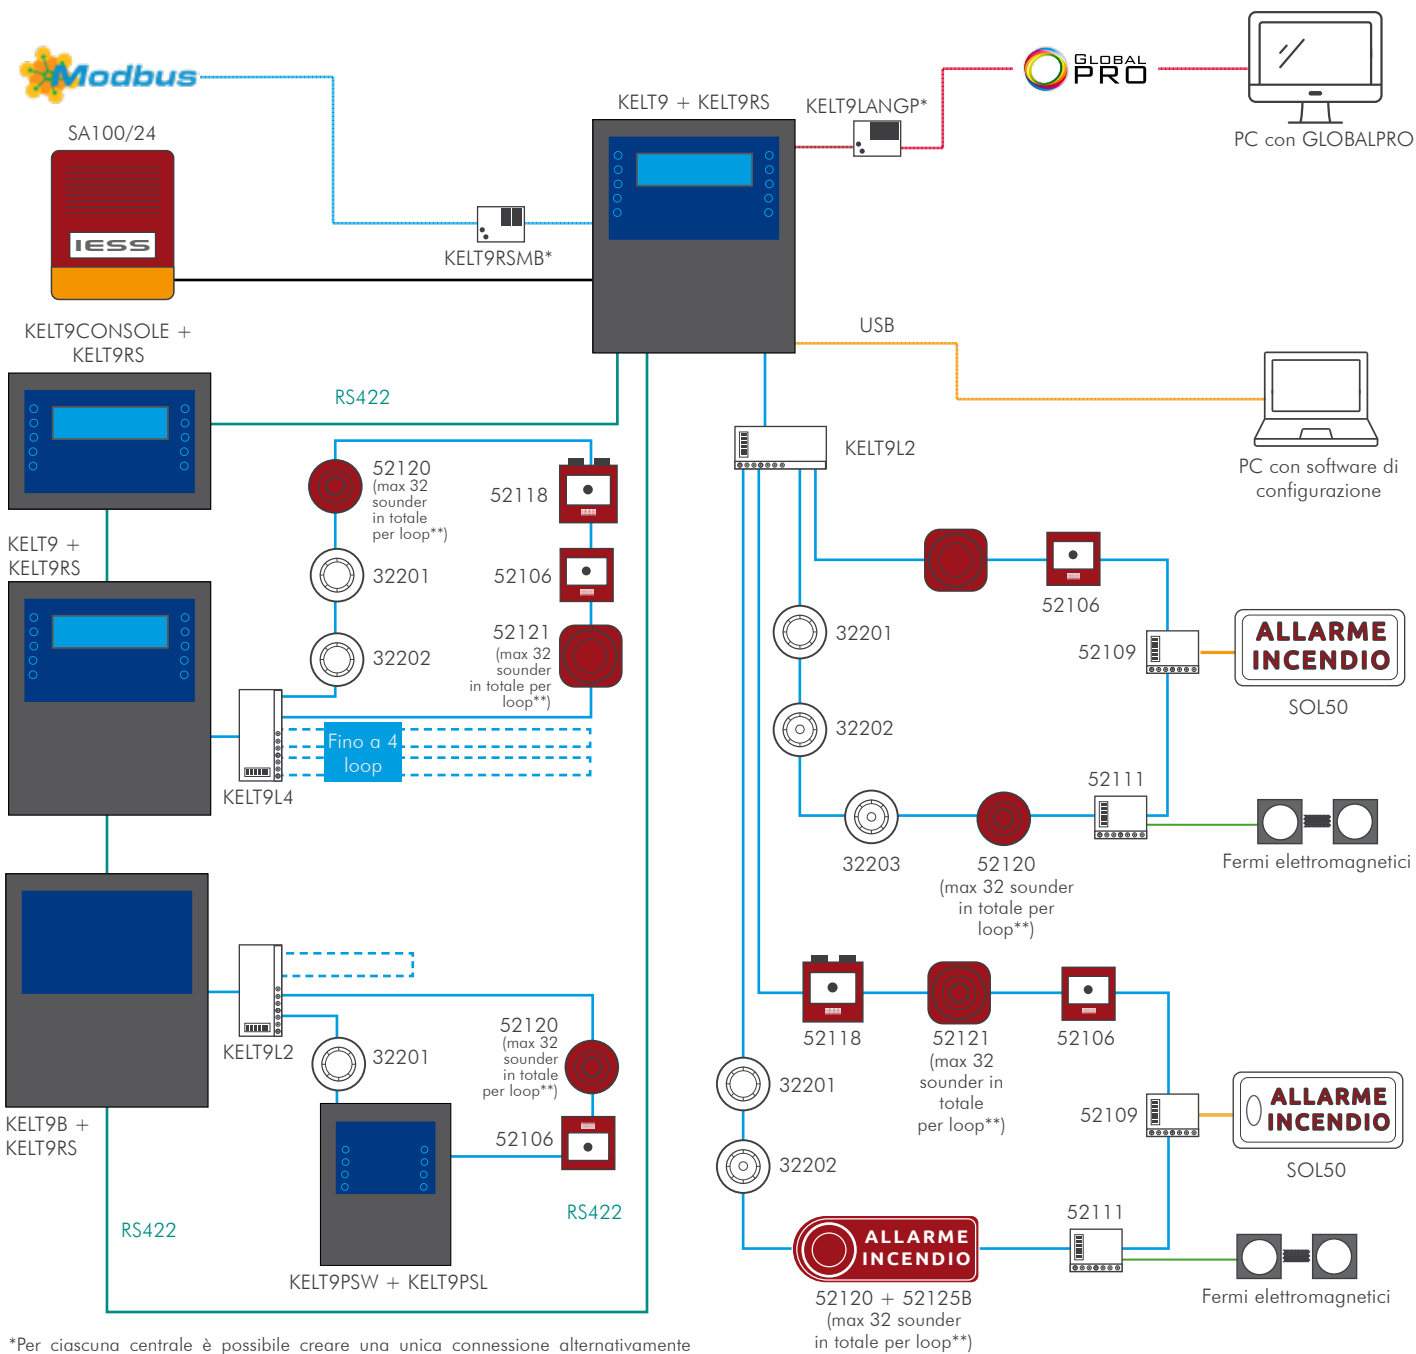 Modbus
GLOBAL
PRO
KELT9 + KELT9RS
KELT9LANGP*
PC con GLOBALPRO
SA100/24
IESS
KELT9RSMB*
KELT9CONSOLE +
KELT9RS
USB
RS422
KELT9L2
PC con software di
configurazione
52120
(max 32
sounder
in totale
per loop**)
52118
KELT9 +
KELT9RS
32201
52106
52106
32201
52121
(max 32
sounder
in totale per
loop**)
32202
52109
ALLARME
INCENDIO
SOL50
32202
Fino a 4
loop
KELT9L4
52111
32203
52120
(max 32 sounder
in totale per
loop**)
Fermi elettromagnetici
KELT9L2
32201
52120
(max 32
sounder
in totale
per loop**)
52118
52121
(max 32
sounder in
totale
per loop**)
52106
32201
52109
ALLARME
INCENDIO
SOL50
KELT9B +
KELT9RS
52106
32202
RS422
RS422
52111
ALLARME
INCENDIO
KELT9PSW + KELT9PSL
52120 + 52125B
(max 32 sounder
in totale per loop**)
Fermi elettromagnetici
*Per ciascuna centrale è possibile creare una unica connessione alternativamente